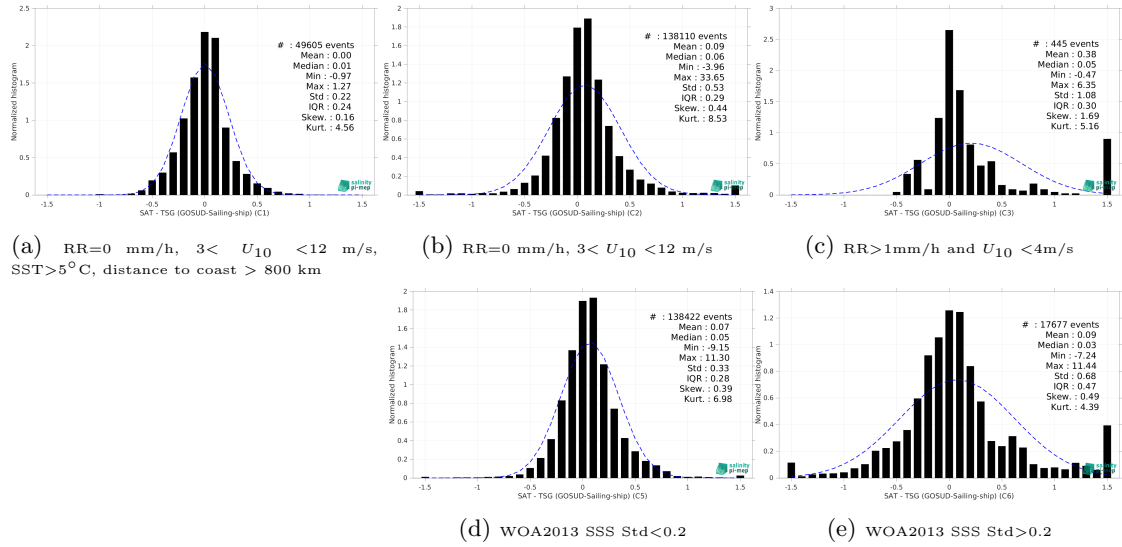 2.5
2
1.5
1
0.5
0
Normalized histogram
# : 49605 events
Mean : 0.00
Median : 0.01
Min : -0.97
Max : 1.27
Std : 0.22
IQR : 0.24
Skew. : 0.16
Kurt. : 4.56
salinity
pi-mep
-1.5 -1 -0.5 0 0.5 1 1.5
SAT - TSG (GOSUD-Sailing-ship) (C1)
(a) RR=0 mm/h, 3< U10 <12 m/s,
SST>5°C, distance to coast > 800 km
2
1.8
1.6
1.4
1.2
1
0.8
0.6
0.4
0.2
0
Normalized histogram
# : 138110 events
Mean : 0.09
Median : 0.06
Min : -3.96
Max : 33.65
Std : 0.53
IQR : 0.29
Skew. : 0.44
Kurt. : 8.53
salinity
pi-mep
-1.5 -1 -0.5 0 0.5 1 1.5
SAT - TSG (GOSUD-Sailing-ship) (C2)
(b) RR=0 mm/h, 3< U10 <12 m/s
3
2.5
2
1.5
1
0.5
0
Normalized histogram
# : 445 events
Mean : 0.38
Median : 0.05
Min : -0.47
Max : 6.35
Std : 1.08
IQR : 0.30
Skew. : 1.69
Kurt. : 5.16
salinity
pi-mep
-1.5 -1 -0.5 0 0.5 1 1.5
SAT - TSG (GOSUD-Sailing-ship) (C3)
(c) RR>1mm/h and U10 <4m/s
2
1.8
1.6
1.4
1.2
1
0.8
0.6
0.4
0.2
0
Normalized histogram
# : 138422 events
Mean : 0.07
Median : 0.05
Min : -9.15
Max : 11.30
Std : 0.33
IQR : 0.28
Skew. : 0.39
Kurt. : 6.98
salinity
pi-mep
-1.5 -1 -0.5 0 0.5 1 1.5
SAT - TSG (GOSUD-Sailing-ship) (C5)
(d) WOA2013 SSS Std<0.2
1.4
1.2
1
0.8
0.6
0.4
0.2
0
Normalized histogram
# : 17677 events
Mean : 0.09
Median : 0.03
Min : -7.24
Max : 11.44
Std : 0.68
IQR : 0.47
Skew. : 0.49
Kurt. : 4.39
salinity
pi-mep
-1.5 -1 -0.5 0 0.5 1 1.5
SAT - TSG (GOSUD-Sailing-ship) (C6)
(e) WOA2013 SSS Std>0.2